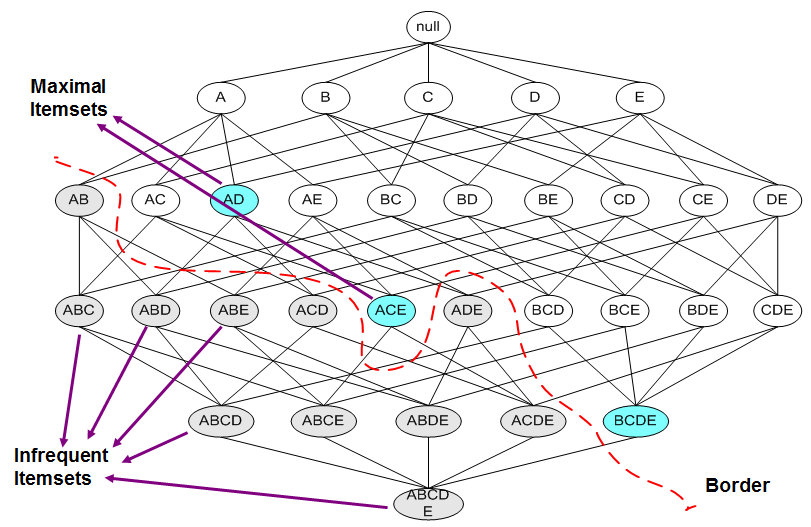 null
A
B
C
D
E
Maximal
Itemsets
AB
AC
AD
AE
BC
BD
BE
CD
CE
DE
ABC
ABD
ABE
ACD
ACE
ADE
BCD
BCE
BDE
CDE
ABCD
ABCE
ABDE
ACDE
BCDE
Infrequent
Itemsets
Border
ABCD
E